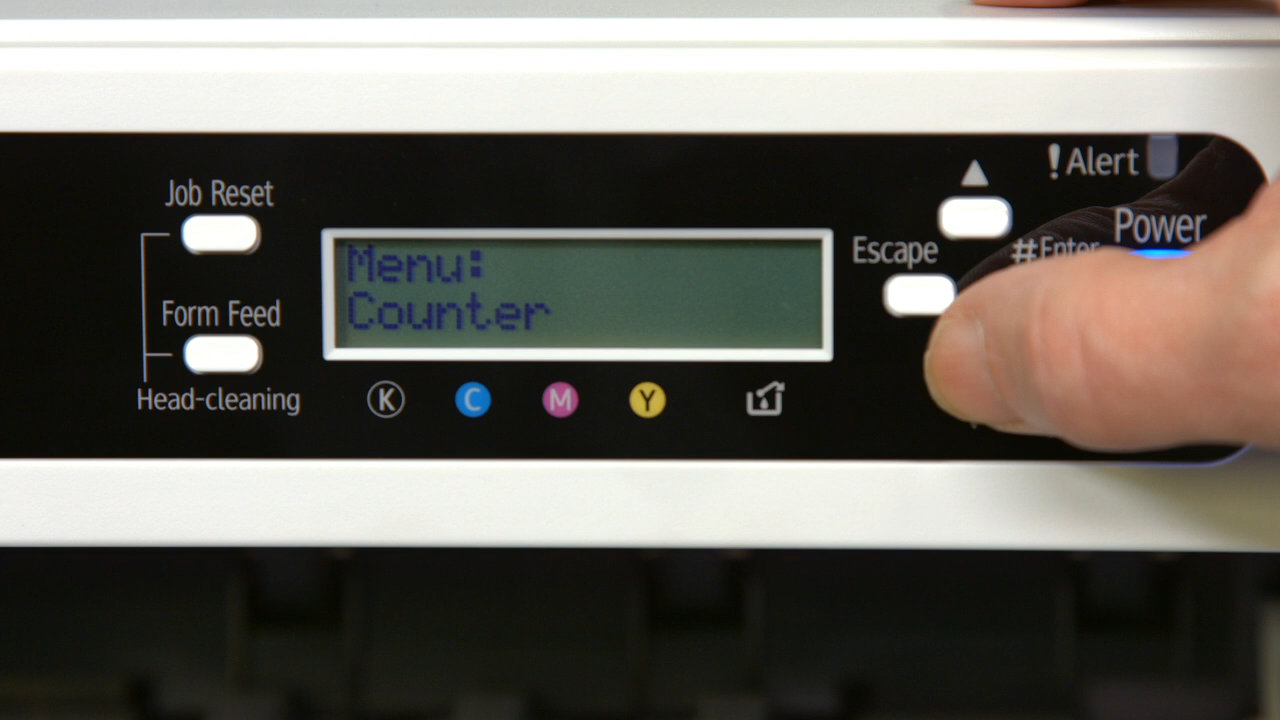 Job Reset
Form Feed
Head-cleaning
Menu:
Counter
K C M Y
Escape
#Enter
!Alert
Power